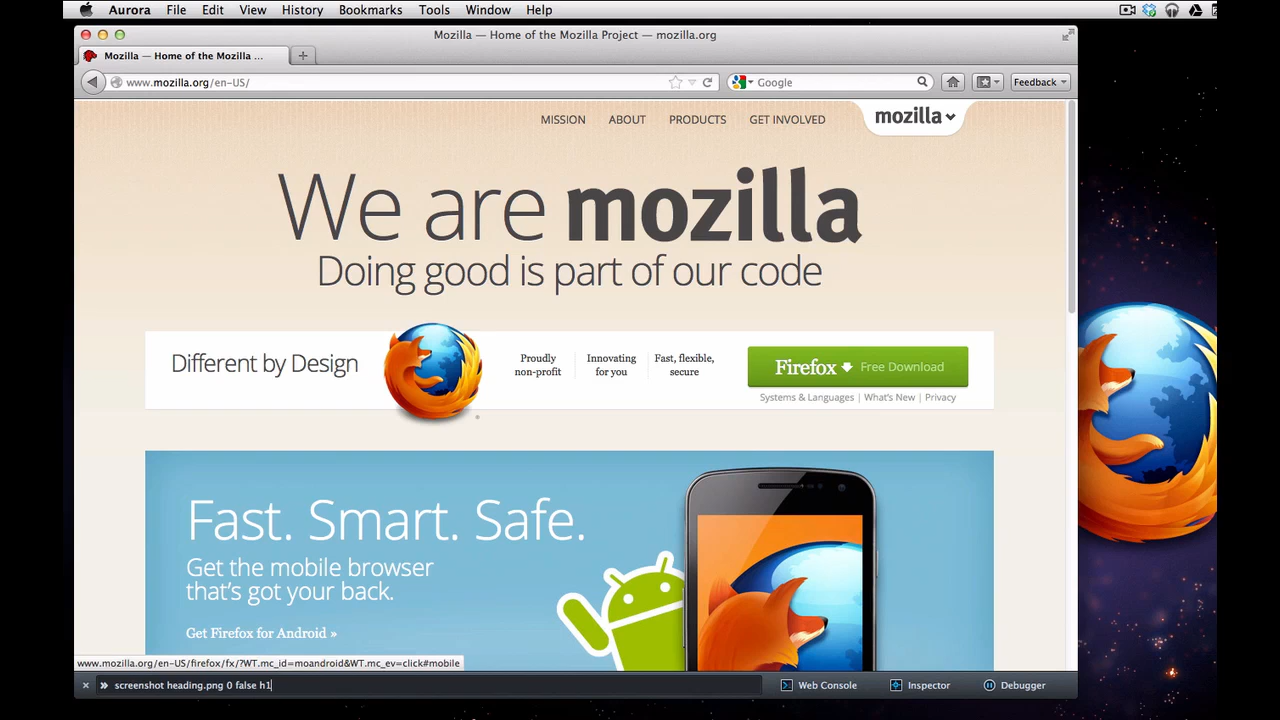 Aurora File Edit View History Bookmarks Tools Window Help
Mozilla — Home of the Mozilla Project — mozilla.org
Mozilla — Home of the Mozilla ...
www.mozilla.org/en-US/
Google
Feedback
MISSION ABOUT PRODUCTS GET INVOLVED
mozilla
We are mozilla
Doing good is part of our code
Different by Design
Proudly
non-profit
Innovating
for you
Fast, flexible,
secure
Firefox Free Download
Systems & Languages | What's New | Privacy
Fast. Smart. Safe.
Get the mobile browser
that's got your back.
Get Firefox for Android »
www.mozilla.org/en-US/firefox/fx/?WT.mc_id=moandroid&WT.mc_ev=click#mobile
screenshot heading.png 0 false h1
Web Console Inspector Debugger